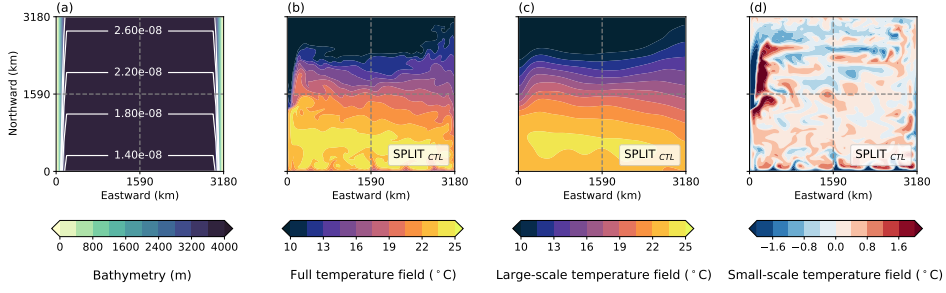 (a) (b) (c) (d)
3180
2.60e-08
2.20e-08
1590
1.80e-08
1.40e-08
0
Northward (km)
SPLIT CTL SPLIT CTL SPLIT CTL
0 1590 3180 0 1590 3180 0 1590 3180 0 1590 3180
Eastward (km) Eastward (km) Eastward (km) Eastward (km)
0 800 1600 2400 3200 4000 10 13 16 19 22 25 10 13 16 19 22 25 −1.6 −0.8 0.0 0.8 1.6
Bathymetry (m) Full temperature field (°C) Large-scale temperature field (°C) Small-scale temperature field (°C)